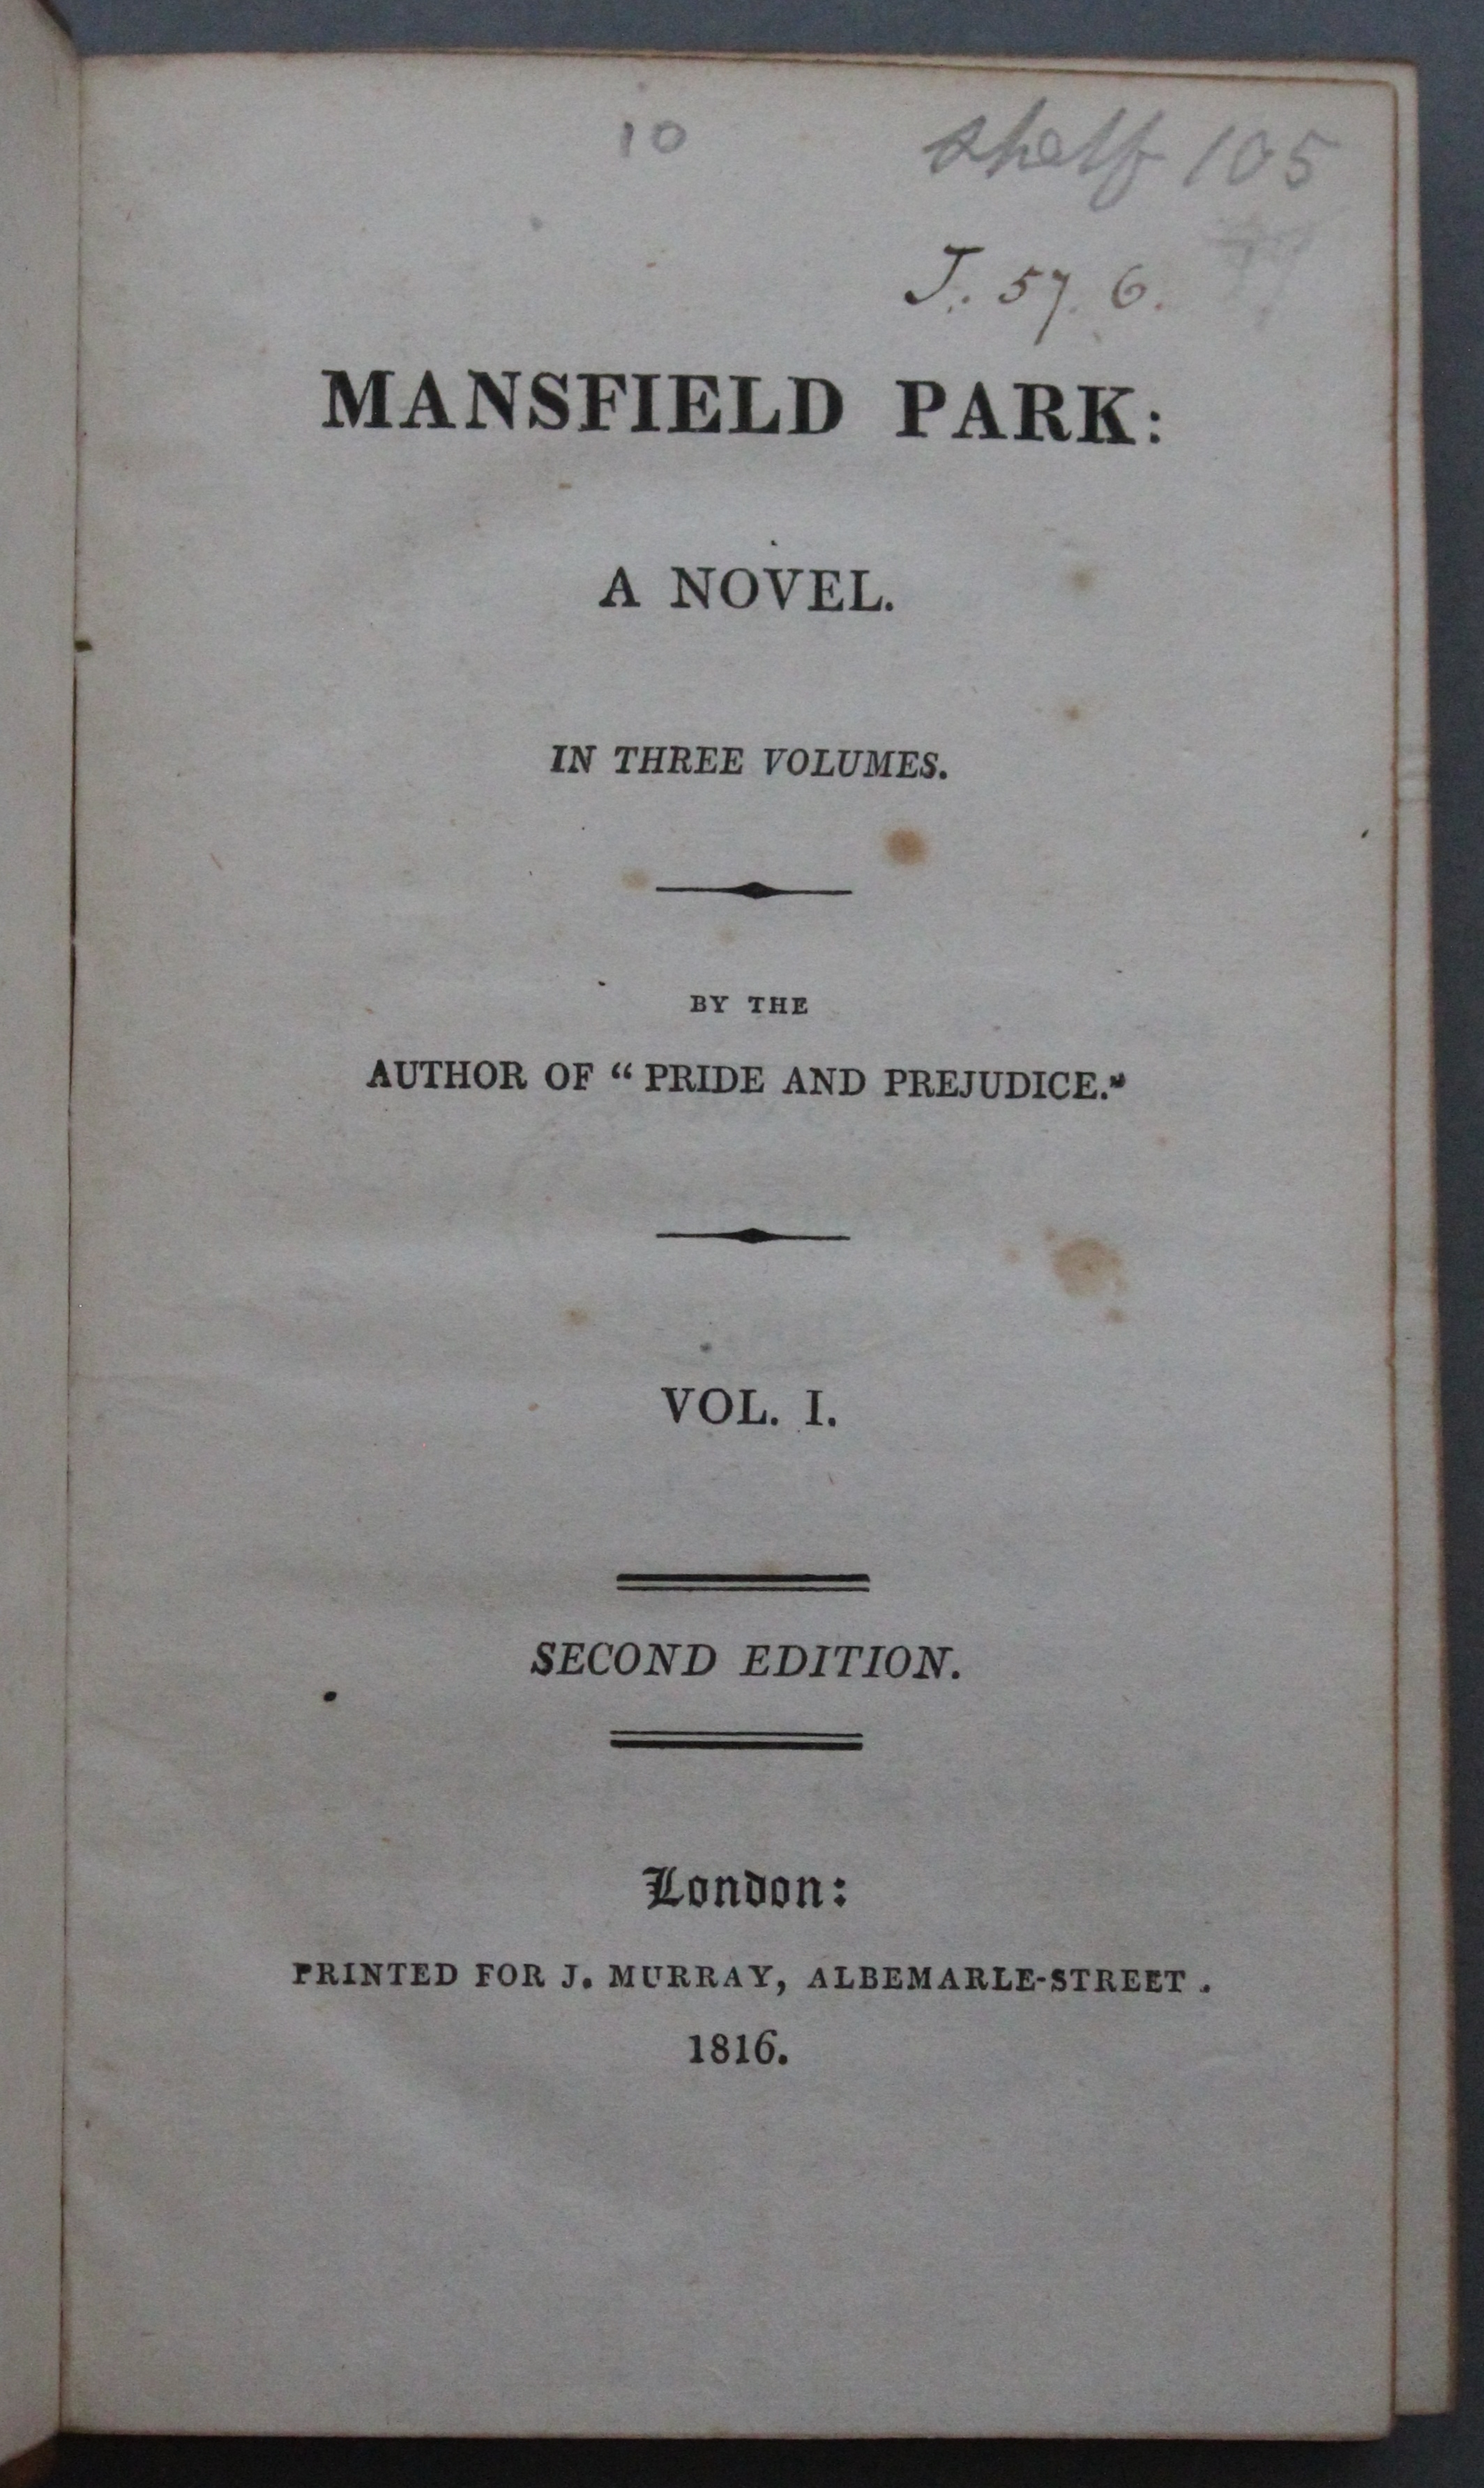 10
shelf 105
J. 57. 6.
MANSFIELD PARK:
A NOVEL.
IN THREE VOLUMES.
BY THE
AUTHOR OF “ PRIDE AND PREJUDICE.”
VOL. I.
SECOND EDITION.
London:
PRINTED FOR J. MURRAY, ALBEMARLE-STREET .
1816.